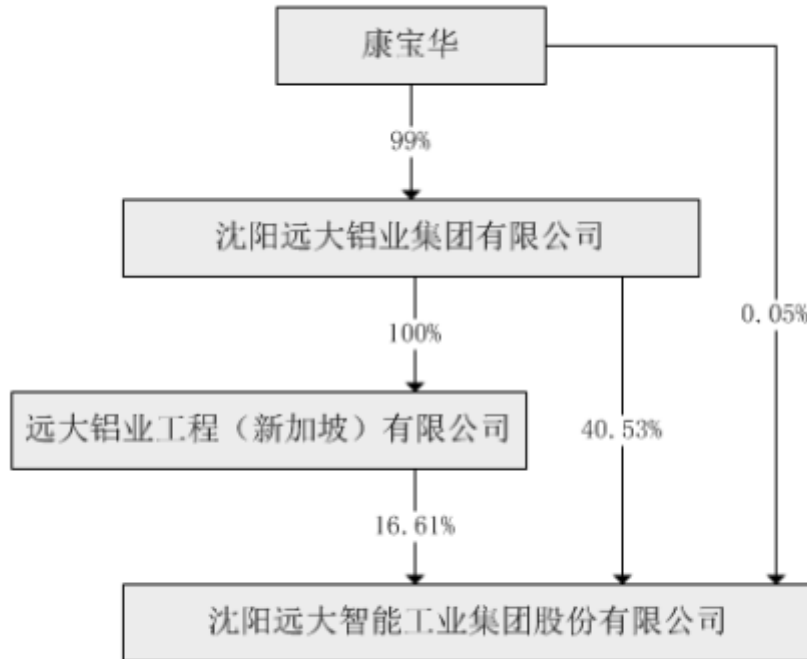 康宝华
99%
沈阳远大铝业集团有限公司
0.05%
100%
远大铝业工程（新加坡）有限公司
40.53%
16.61%
沈阳远大智能工业集团股份有限公司